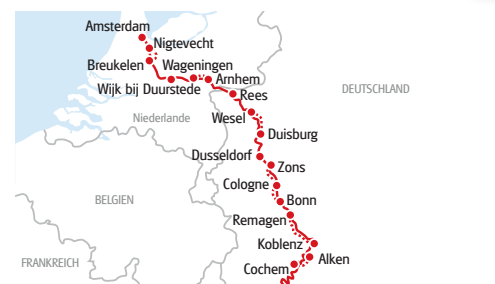 Amsterdam
Nigtevecht
Breukelen
Wageningen
Arnhem
Wijk bij Duurstede
Rees
DEUTSCHLAND
Niederlande
Wesel
Duisburg
Dusseldorf
Zons
Cologne
BELGIEN
Bonn
Remagen
Koblenz
FRANKREICH
Alken
Cochem